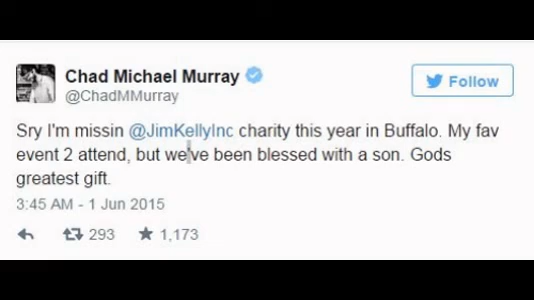 Chad Michael Murray
@ChadMMurray
Follow
Sry I'm missin @JimKellyInc charity this year in Buffalo. My fav
event 2 attend, but we've been blessed with a son. Gods
greatest gift.
3:45 AM - 1 Jun 2015
293 1,173